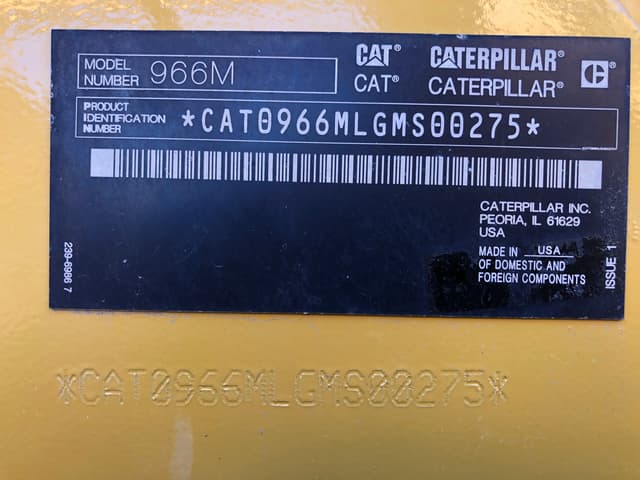 MODEL NUMBER 966M
CAT® CATERPILLAR®
CAT® CATERPILLAR®
C
PRODUCT IDENTIFICATION NUMBER *CAT0966MLGMS00275*
CATERPILLAR INC.
PEORIA, IL 61629
USA
MADE IN USA
OF DOMESTIC AND
FOREIGN COMPONENTS
ISSUE 1
239-6986 7
*CAT0966MLGMS00275*